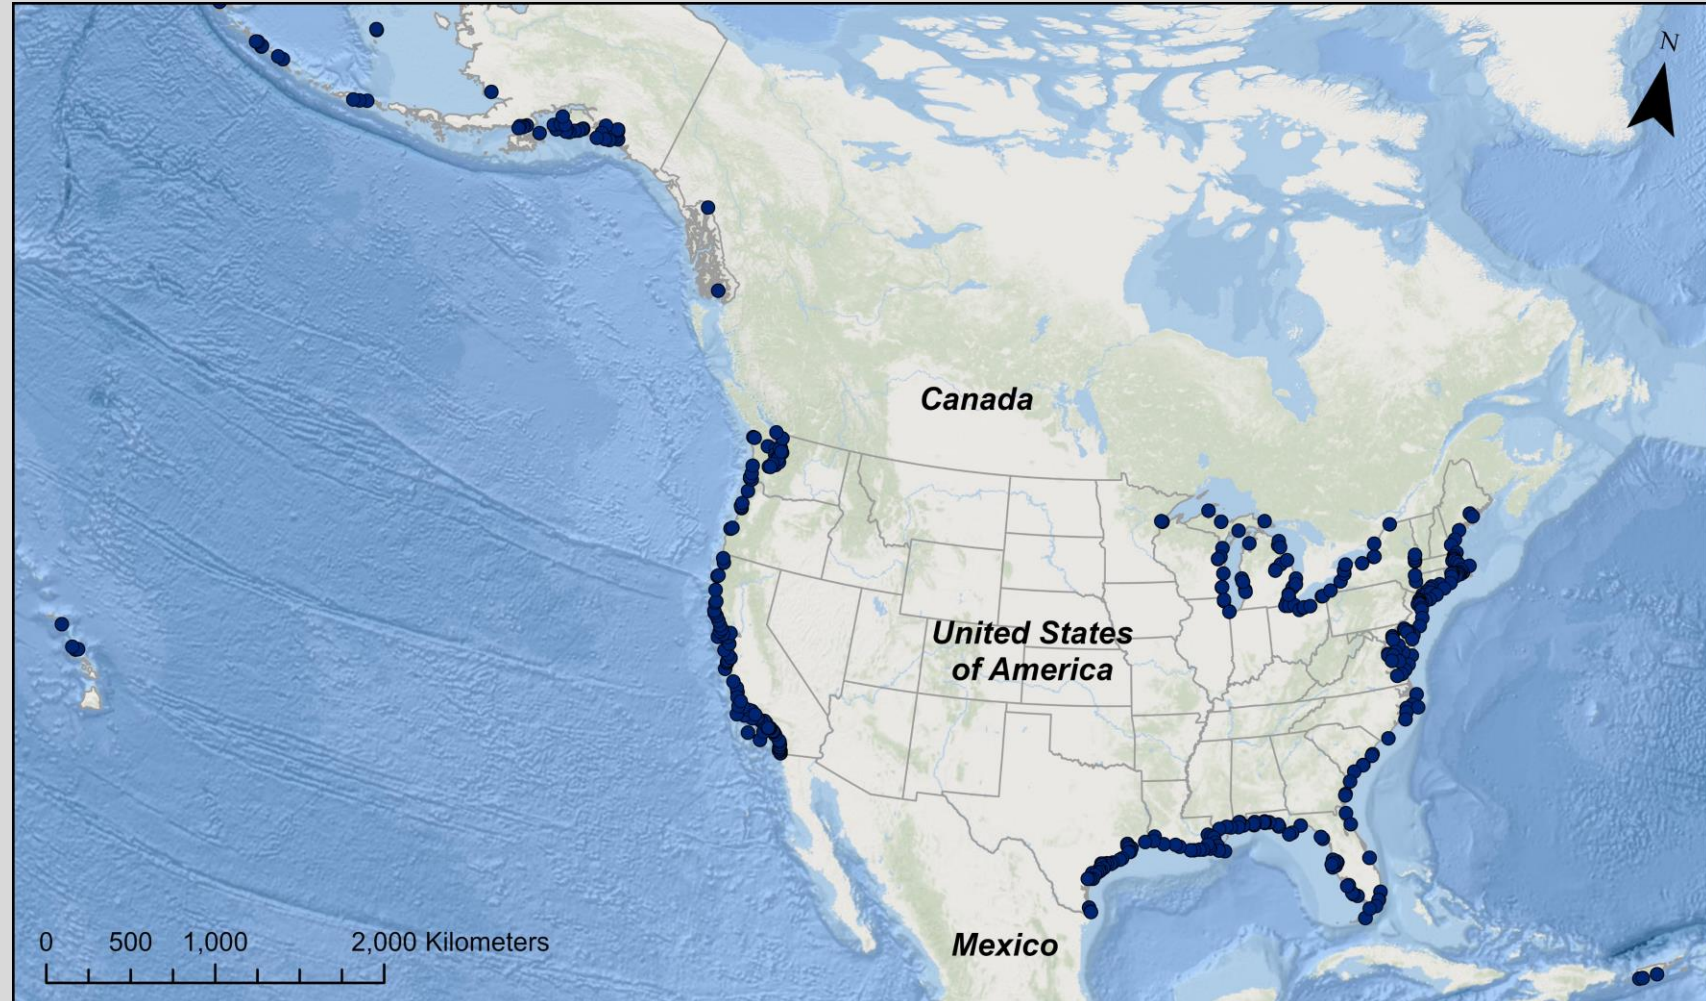 N
Canada
United States
of America
Mexico
0 500 1,000 2,000 Kilometers